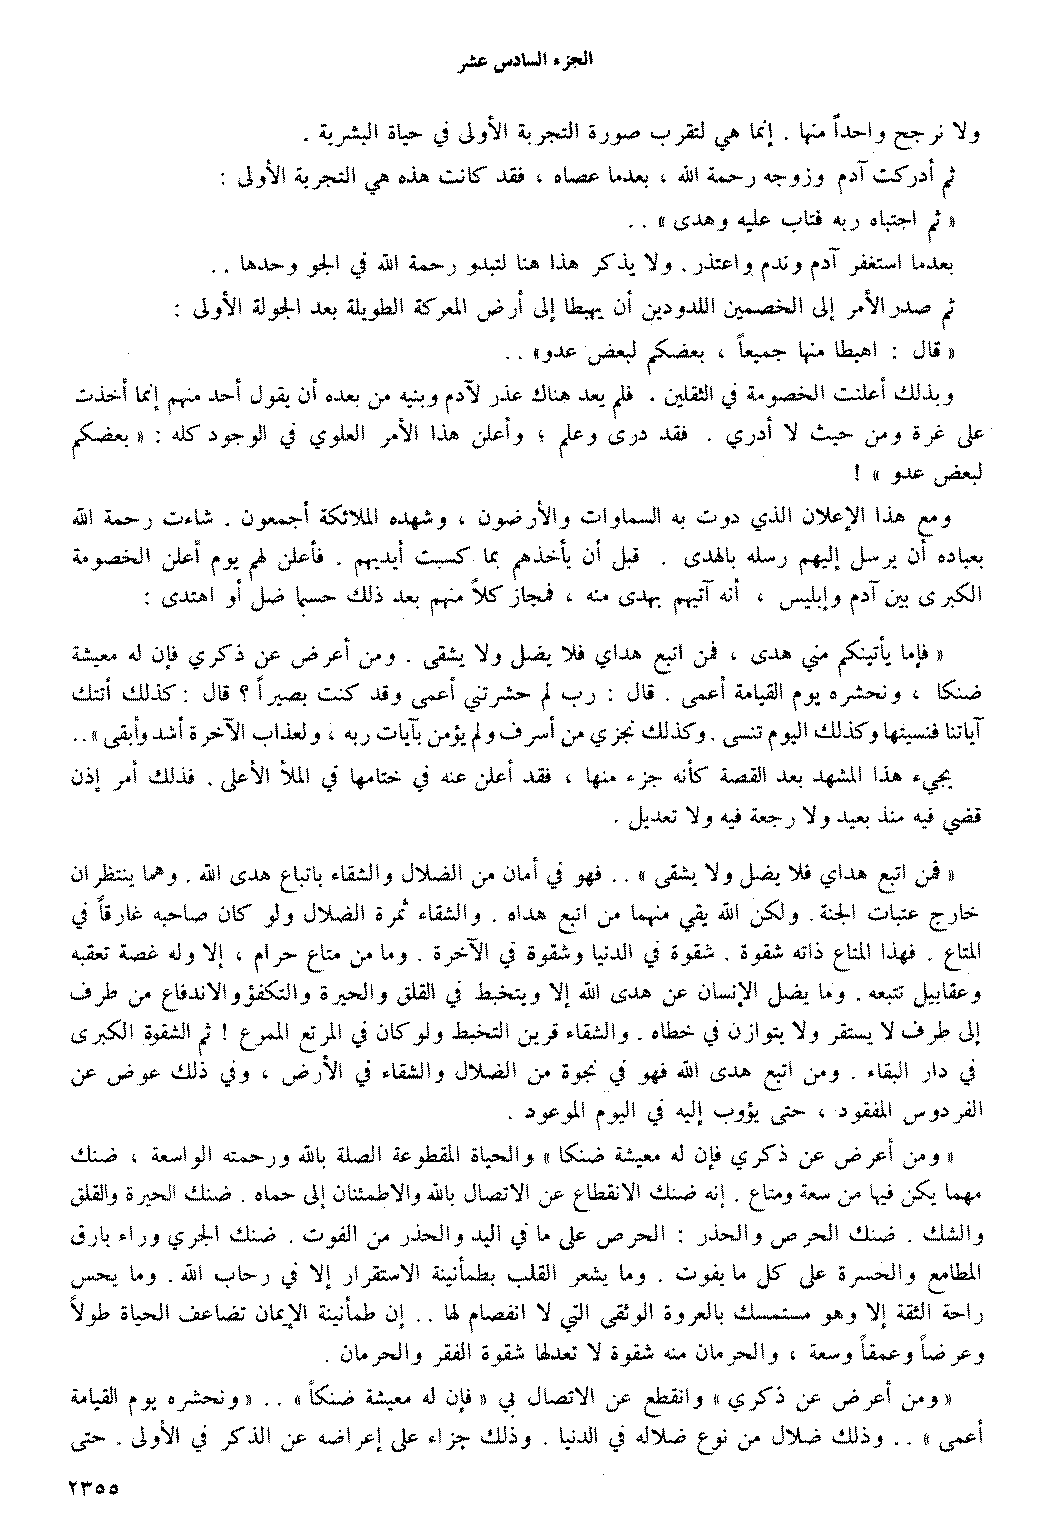 الجزء السادس عشر
ولا نرجح واحداً منها . إنما هي لتقرب صورة التجربة الأولى في حياة البشرية .
ثم أدركت آدم وزوجه رحمة الله ، بعدما عصاه ، فقد كانت هذه هي التجربة الأولى :
« ثم اجتباه ربه فتاب عليه وهدى » . .
بعدما استغفر آدم وندم واعتذر . ولا يذكر هذا هنا لتبدو رحمة الله في الجو وحدها . .
ثم صدر الأمر إلى الخصمين اللدودين أن يهبطا إلى أرض المعركة الطويلة بعد الجولة الأولى :
« قال : اهبطا منها جميعاً ، بعضكم لبعض عدو» . .
وبذلك أعلنت الخصومة في الثقلين . فلم يعد هناك عذر لآدم وبنيه من بعده أن يقول أحد منهم إنما أخذت
على غرة ومن حيث لا أدري . فقد درى وعلم ؛ وأعلن هذا الأمر العلوي في الوجود كله : « بعضكم
لبعض عدو » !
ومع هذا الإعلان الذي دوت به السماوات والأرضون ، وشهده الملائكة أجمعون . شاءت رحمة الله
بعباده أن يرسل إليهم رسله بالهدى . قبل أن يأخذهم بما كسبت أيديهم . فأعلن لهم يوم أعلن الخصومة
الكبرى بين آدم وإبليس ، أنه آتيهم بهدى منه ، فمجاز كلاً منهم بعد ذلك حسبما ضل أو اهتدى :
« فإما يأتينكم مني هدى ، فمن اتبع هداي فلا يضل ولا يشقى . ومن أعرض عن ذكري فإن له معيشة
ضنكا ، ونحشره يوم القيامة أعمى . قال : رب لم حشرتني أعمى وقد كنت بصيراً ؟ قال : كذلك أتتك
آياتنا فنسيتها وكذلك اليوم تنسى . وكذلك نجزي من أسرف ولم يؤمن بآيات ربه ، ولعذاب الآخرة أشد وأبقى » . .
يجيء هذا المشهد بعد القصة كأنه جزء منها ، فقد أعلن عنه في ختامها في الملأ الأعلى . فذلك أمر إذن
قضي فيه منذ بعيد ولا رجعة فيه ولا تعديل .
« فمن اتبع هداي فلا يضل ولا يشقى » . . فهو في أمان من الضلال والشقاء باتباع هدى الله . وهما ينتظران
خارج عتبات الجنة . ولكن الله يقي منهما من اتبع هداه . والشقاء ثمرة الضلال ولو كان صاحبه غارقاً في
المتاع . فهذا المتاع ذاته شقوة . شقوة في الدنيا وشقوة في الآخرة . وما من متاع حرام ، إلا وله غصة تعقبه
وعقابيل تتبعه . وما يضل الإنسان عن هدى الله إلا ويتخبط في القلق والحيرة والتكفؤ والاندفاع من طرف
إلى طرف لا يستقر ولا يتوازن في خطاه . والشقاء قرين التخبط ولو كان في المرتع الممرع ! ثم الشقوة الكبرى
في دار البقاء . ومن اتبع هدى الله فهو في نجوة من الضلال والشقاء في الأرض ، وفي ذلك عوض عن
الفردوس المفقود ، حتى يؤوب إليه في اليوم الموعود .
« ومن أعرض عن ذكري فإن له معيشة ضنكا » والحياة المقطوعة الصلة بالله ورحمته الواسعة ، ضنك
مهما يكن فيها من سعة ومتاع . إنه ضنك الانقطاع عن الاتصال بالله والاطمئنان إلى حماه . ضنك الحيرة والقلق
والشك . ضنك الحرص والحذر : الحرص على ما في اليد والحذر من الفوت . ضنك الجري وراء بارق
المطامع والحسرة على كل ما يفوت . وما يشعر القلب بطمأنينة الاستقرار إلا في رحاب الله . وما يحس
راحة الثقة إلا وهو مستمسك بالعروة الوثقى التي لا انفصام لها . . إن طمأنينة الإيمان تضاعف الحياة طولاً
وعرضاً وعمقاً وسعة ، والحرمان منه شقوة لا تعدلها شقوة الفقر والحرمان .
« ومن أعرض عن ذكري » وانقطع عن الاتصال بي « فإن له معيشة ضنكاً » . . « ونحشره يوم القيامة
أعمى » . . وذلك ضلال من نوع ضلاله في الدنيا . وذلك جزاء على إعراضه عن الذكر في الأولى . حتى
٢٣٥٥